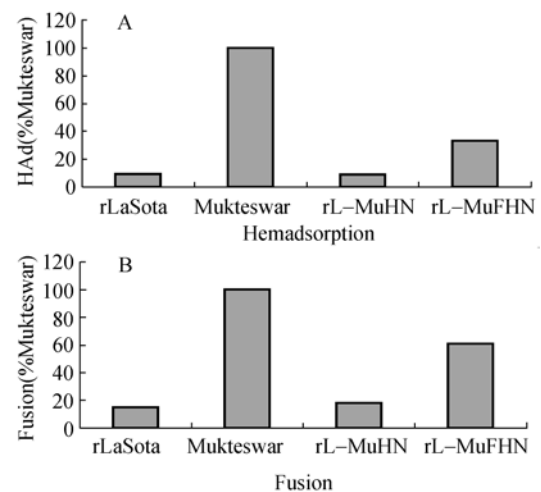 A
HAd(%Mukteswar)
120
100
80
60
40
20
0
rLaSota Mukteswar rL-MuHN rL-MuFHN
Hemadsorption
B
Fusion(%Mukteswar)
120
100
80
60
40
20
0
rLaSota Mukteswar rL-MuHN rL-MuFHN
Fusion